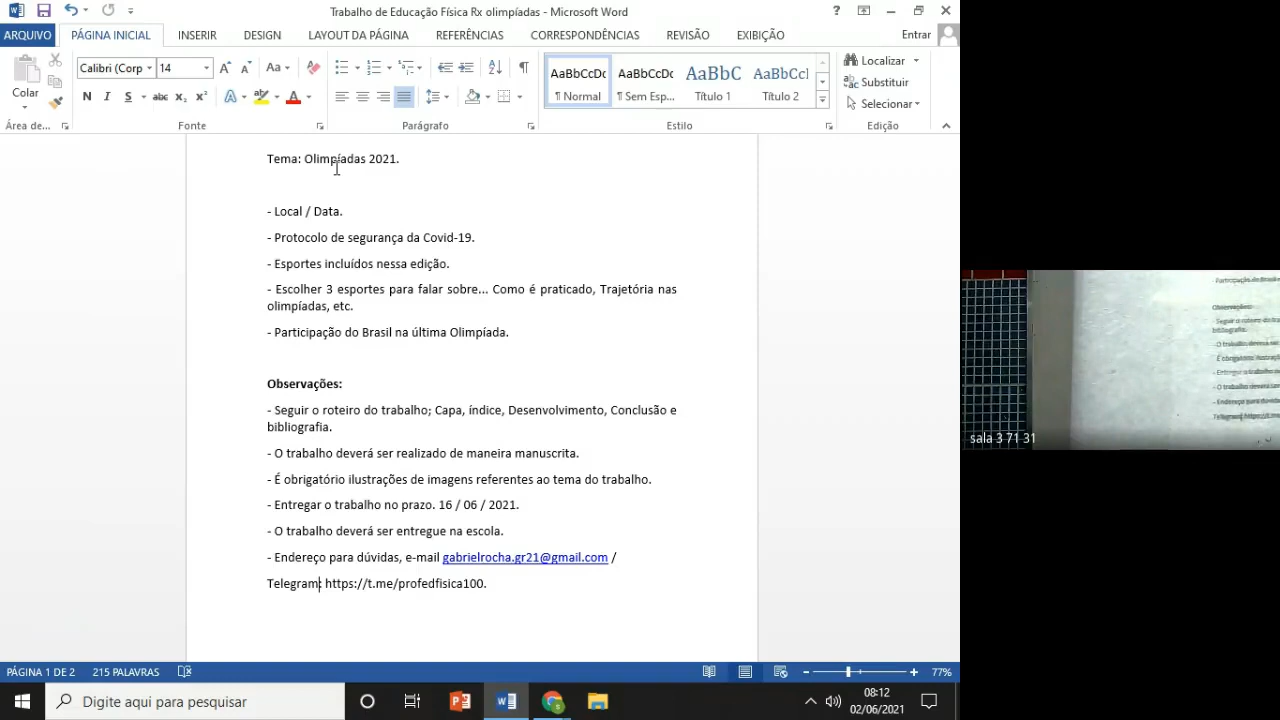 Trabalho de Educação Física Rx olimpíadas - Microsoft Word
ARQUIVO PÁGINA INICIAL INSERIR DESIGN LAYOUT DA PÁGINA REFERÊNCIAS CORRESPONDÊNCIAS REVISÃO EXIBIÇÃO Entrar
Calibri (Corp 14
Colar
AaBbCcDc AaBbCcDc AaBbC AaBbCcI
¶ Normal ¶ Sem Esp... Título 1 Título 2
Localizar
Substituir
Selecionar
Área de... Fonte Parágrafo Estilo Edição
Tema: Olimpíadas 2021.
- Local / Data.
- Protocolo de segurança da Covid-19.
- Esportes incluídos nessa edição.
- Escolher 3 esportes para falar sobre... Como é praticado, Trajetória nas
olimpíadas, etc.
- Participação do Brasil na última Olimpíada.
Observações:
- Seguir o roteiro do trabalho; Capa, índice, Desenvolvimento, Conclusão e
bibliografia.
- O trabalho deverá ser realizado de maneira manuscrita.
- É obrigatório ilustrações de imagens referentes ao tema do trabalho.
- Entregar o trabalho no prazo. 16 / 06 / 2021.
- O trabalho deverá ser entregue na escola.
- Endereço para dúvidas, e-mail gabrielrocha.gr21@gmail.com /
Telegram: https://t.me/profedfisica100.
PÁGINA 1 DE 2 215 PALAVRAS 77%
Digite aqui para pesquisar
08:12
02/06/2021
Observações:
bibliografia.
sala 3 71 31